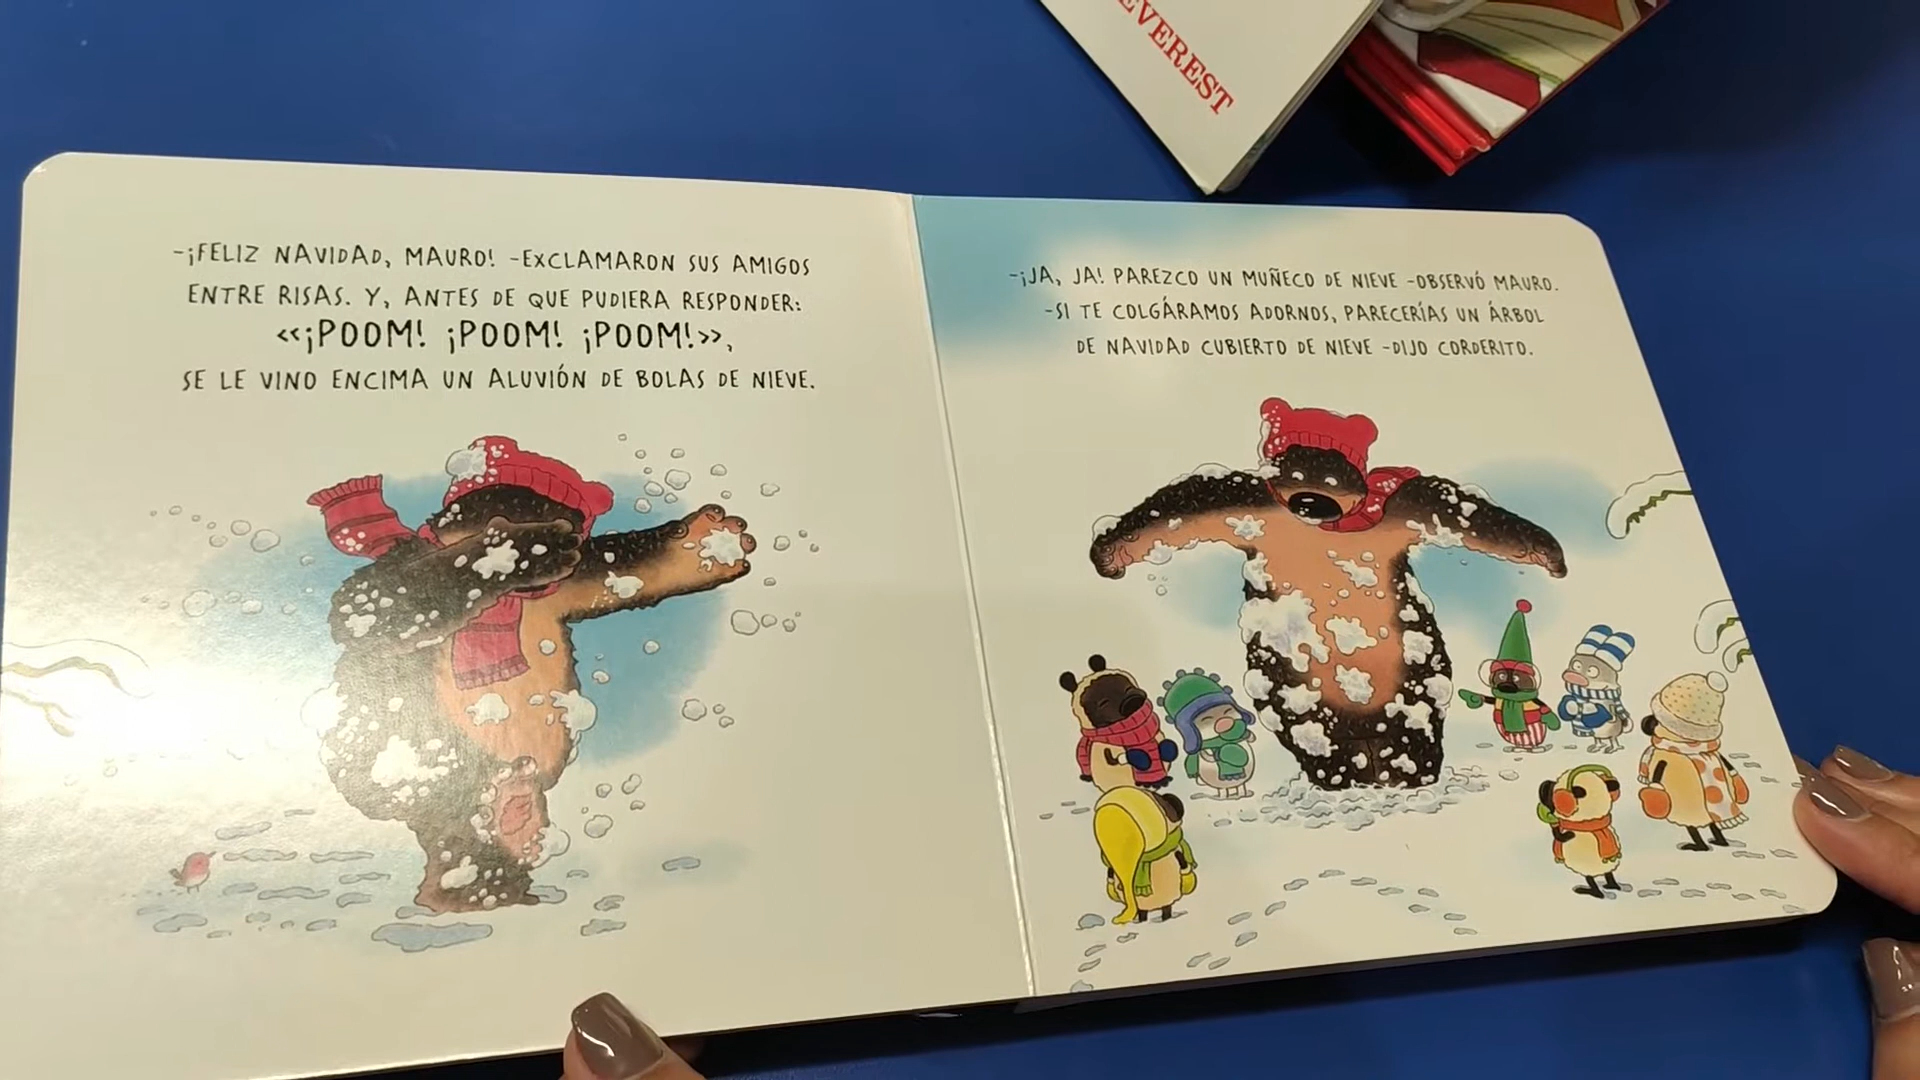 EVEREST
-¡FELIZ NAVIDAD, MAURO! -EXCLAMARON SUS AMIGOS
ENTRE RISAS. Y, ANTES DE QUE PUDIERA RESPONDER:
<<¡POOM! ¡POOM! ¡POOM!>>,
SE LE VINO ENCIMA UN ALUVIÓN DE BOLAS DE NIEVE.
-¡JA, JA! PAREZCO UN MUÑECO DE NIEVE -OBSERVÓ MAURO.
-SI TE COLGÁRAMOS ADORNOS, PARECERÍAS UN ÁRBOL
DE NAVIDAD CUBIERTO DE NIEVE -DIJO CORDERITO.